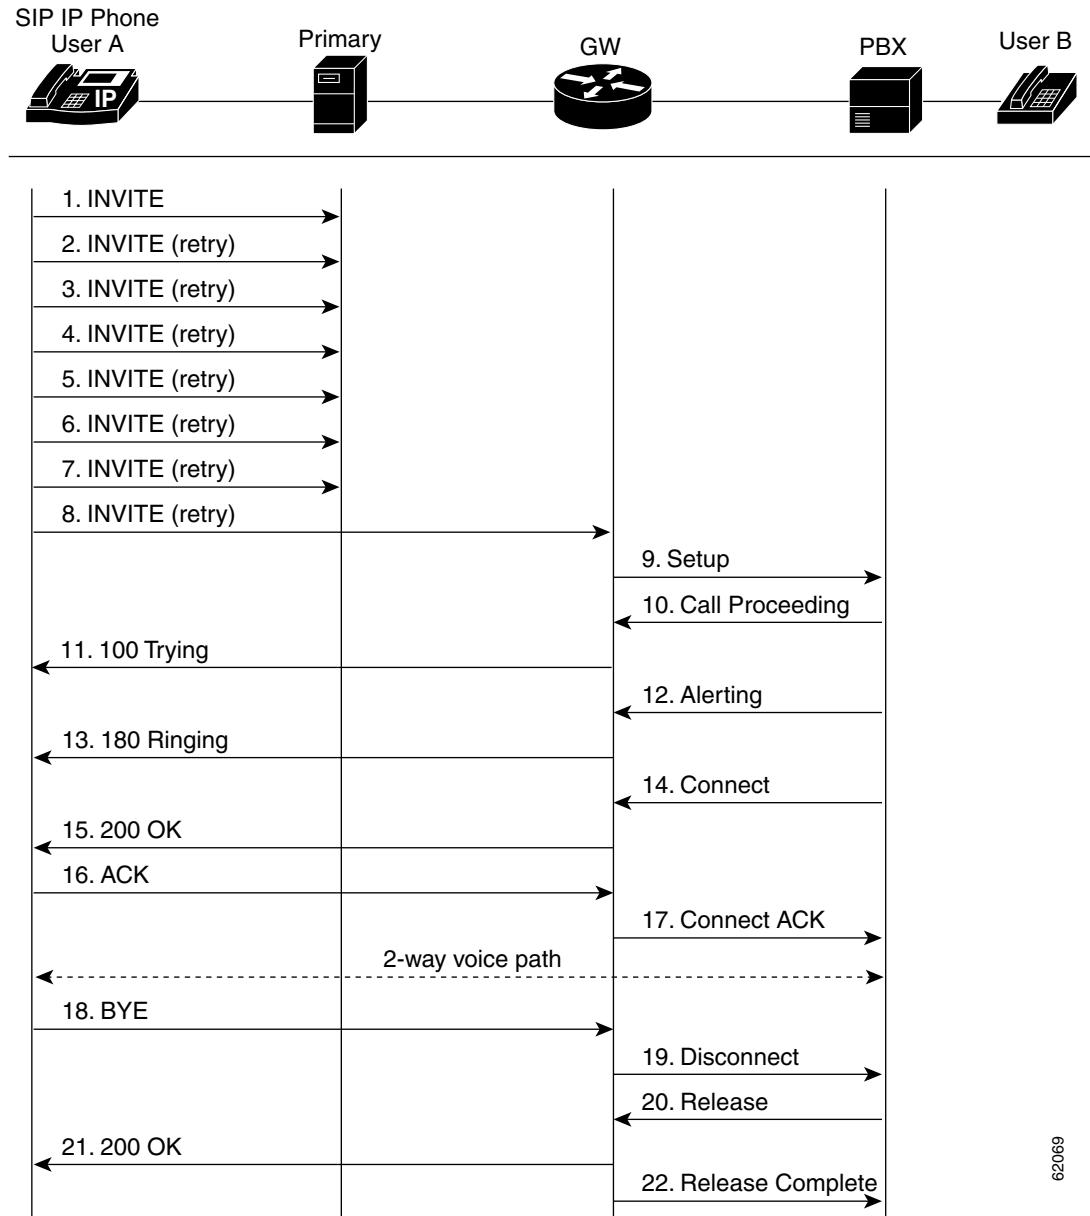 SIP IP Phone
User A
Primary
GW
PBX
User B
IP
1. INVITE
2. INVITE (retry)
3. INVITE (retry)
4. INVITE (retry)
5. INVITE (retry)
6. INVITE (retry)
7. INVITE (retry)
8. INVITE (retry)
9. Setup
10. Call Proceeding
11. 100 Trying
12. Alerting
13. 180 Ringing
14. Connect
15. 200 OK
16. ACK
17. Connect ACK
2-way voice path
18. BYE
19. Disconnect
20. Release
21. 200 OK
22. Release Complete
62069